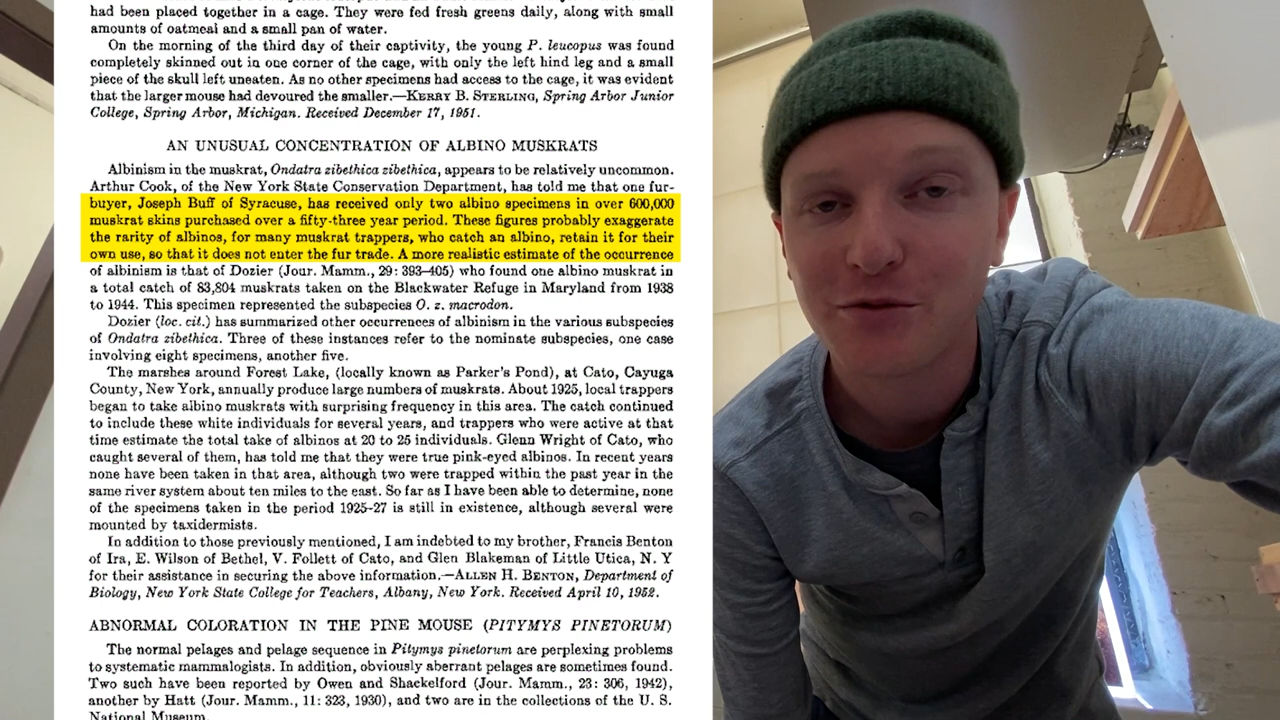 had been placed together in a cage. They were fed fresh greens daily, along with small
amounts of oatmeal and a small pan of water.
On the morning of the third day of their captivity, the young P. leucopus was found
completely skinned out in one corner of the cage, with only the left hind leg and a small
piece of the skull left uneaten. As no other specimens had access to the cage, it was evident
that the larger mouse had devoured the smaller.—KERRY B. STERLING, Spring Arbor Junior
College, Spring Arbor, Michigan. Received December 17, 1951.
AN UNUSUAL CONCENTRATION OF ALBINO MUSKRATS
Albinism in the muskrat, Ondatra zibethica zibethica, appears to be relatively uncommon.
Arthur Cook, of the New York State Conservation Department, has told me that one fur-
buyer, Joseph Buff of Syracuse, has received only two albino specimens in over 600,000
muskrat skins purchased over a fifty-three year period. These figures probably exaggerate
the rarity of albinos, for many muskrat trappers, who catch an albino, retain it for their
own use, so that it does not enter the fur trade. A more realistic estimate of the occurrence
of albinism is that of Dozier (Jour. Mamm., 29: 393–405) who found one albino muskrat in
a total catch of 83,804 muskrats taken on the Blackwater Refuge in Maryland from 1938
to 1944. This specimen represented the subspecies O. z. macrodon.
Dozier (loc. cit.) has summarized other occurrences of albinism in the various subspecies
of Ondatra zibethica. Three of these instances refer to the nominate subspecies, one case
involving eight specimens, another five.
The marshes around Forest Lake, (locally known as Parker's Pond), at Cato, Cayuga
County, New York, annually produce large numbers of muskrats. About 1925, local trappers
began to take albino muskrats with surprising frequency in this area. The catch continued
to include these white individuals for several years, and trappers who were active at that
time estimate the total take of albinos at 20 to 25 individuals. Glenn Wright of Cato, who
caught several of them, has told me that they were true pink-eyed albinos. In recent years
none have been taken in that area, although two were trapped within the past year in the
same river system about ten miles to the east. So far as I have been able to determine, none
of the specimens taken in the period 1925-27 is still in existence, although several were
mounted by taxidermists.
In addition to those previously mentioned, I am indebted to my brother, Francis Benton
of Ira, E. Wilson of Bethel, V. Follett of Cato, and Glen Blakeman of Little Utica, N. Y
for their assistance in securing the above information.—ALLEN H. BENTON, Department of
Biology, New York State College for Teachers, Albany, New York. Received April 10, 1952.
ABNORMAL COLORATION IN THE PINE MOUSE (PITYMYS PINETORUM)
The normal pelages and pelage sequence in Pitymys pinetorum are perplexing problems
to systematic mammalogists. In addition, obviously aberrant pelages are sometimes found.
Two such have been reported by Owen and Shackelford (Jour. Mamm., 23: 306, 1942),
another by Hatt (Jour. Mamm., 11: 323, 1930), and two are in the collections of the U. S.
National Museum.